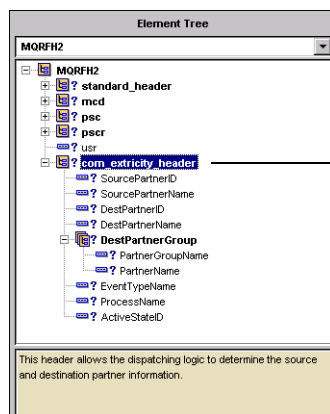 Element Tree
MQRFH2
MQRFH2
? standard_header
? mcd
? psc
? pscr
? usr
? com_extricity_header
? SourcePartnerID
? SourcePartnerName
? DestPartnerID
? DestPartnerName
? DestPartnerGroup
? PartnerGroupName
? PartnerName
? EventTypeName
? ProcessName
? ActiveStateID
This header allows the dispatching logic to determine the source
and destination partner information.